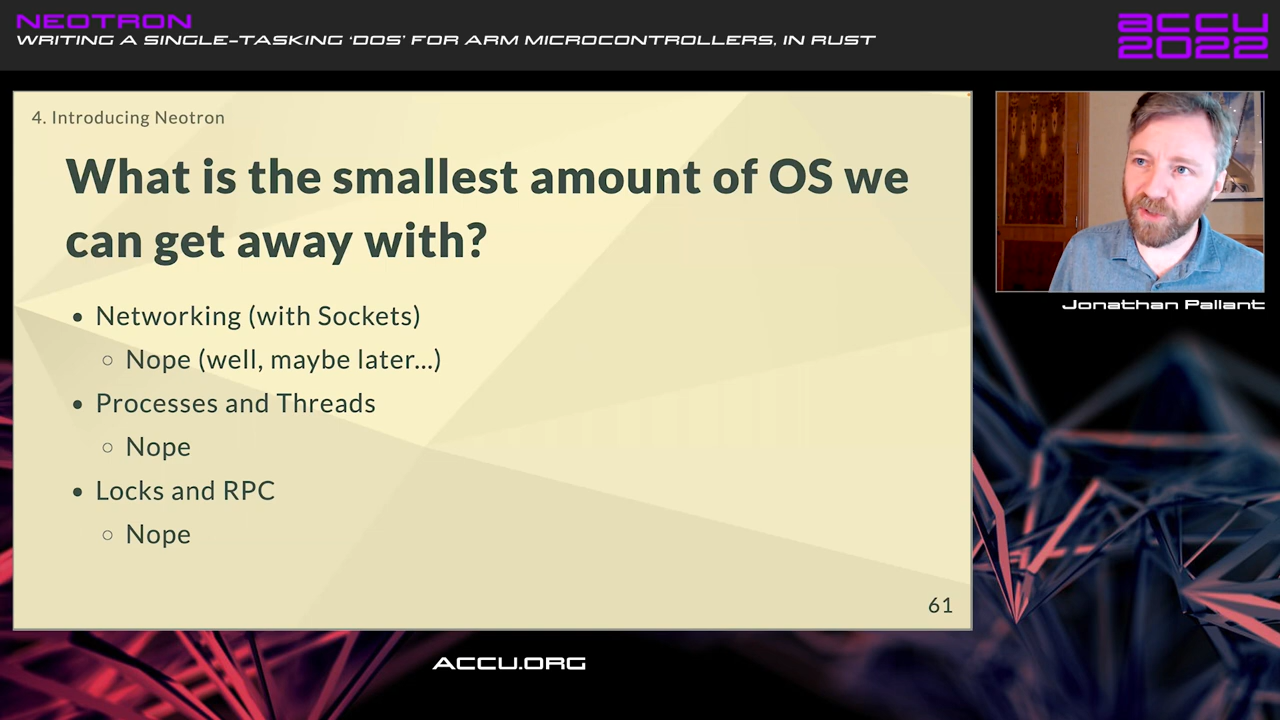 NEOTRON
WRITING A SINGLE-TASKING 'DOS' FOR ARM MICROCONTROLLERS, IN RUST
ACCU
2022
4. Introducing Neotron
What is the smallest amount of OS we
can get away with?
• Networking (with Sockets)
○ Nope (well, maybe later...)
• Processes and Threads
○ Nope
• Locks and RPC
○ Nope
61
Jonathan Pallant
ACCU.ORG